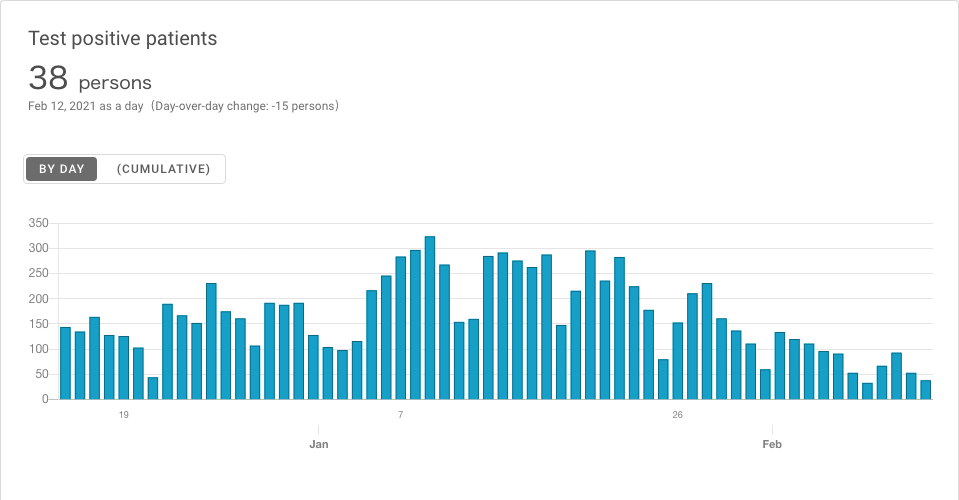 Test positive patients
38 persons
Feb 12, 2021 as a day (Day-over-day change: -15 persons)
BY DAY (CUMULATIVE)
350
300
250
200
150
100
50
0
19 7 26
Jan Feb